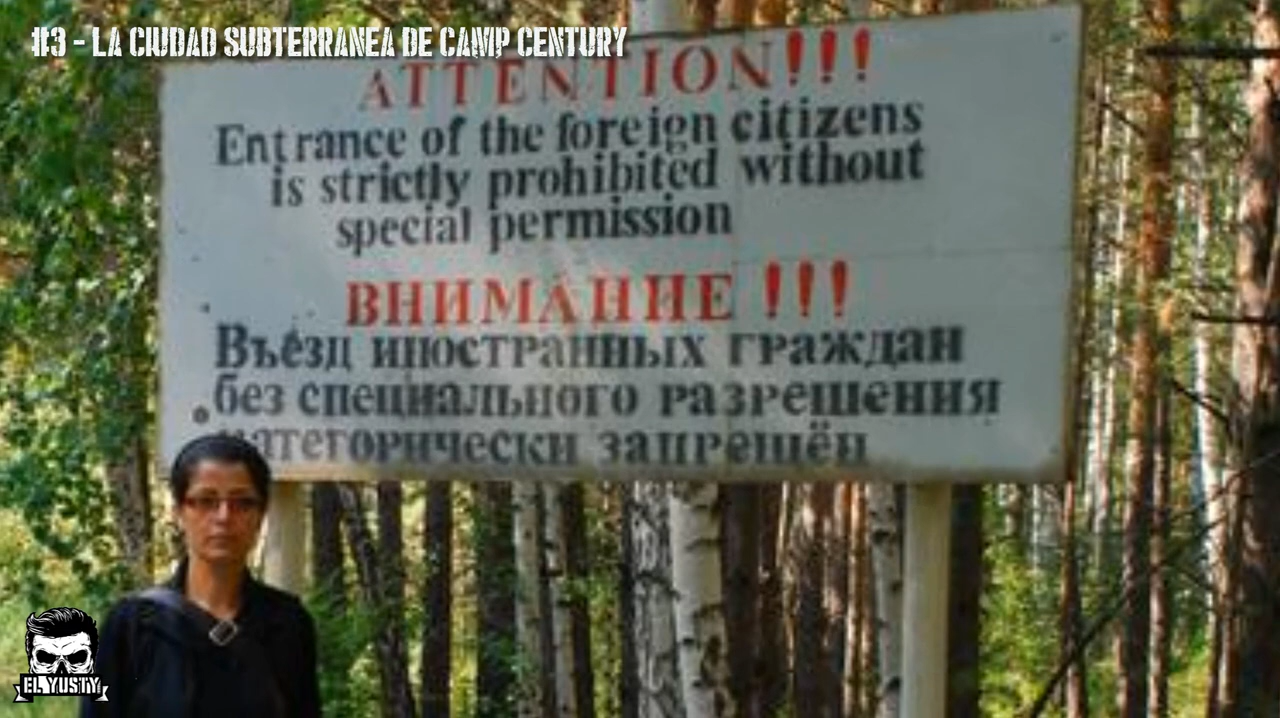 #3 - LA CIUDAD SUBTERRANEA DE CAMP CENTURY
ATTENTION!!!
Entrance of the foreign citizens
is strictly prohibited without
special permission
ВНИМАНИЕ !!!
Въезд иностранных граждан
без специального разрешения
категорически запрещён
EL YUSTY